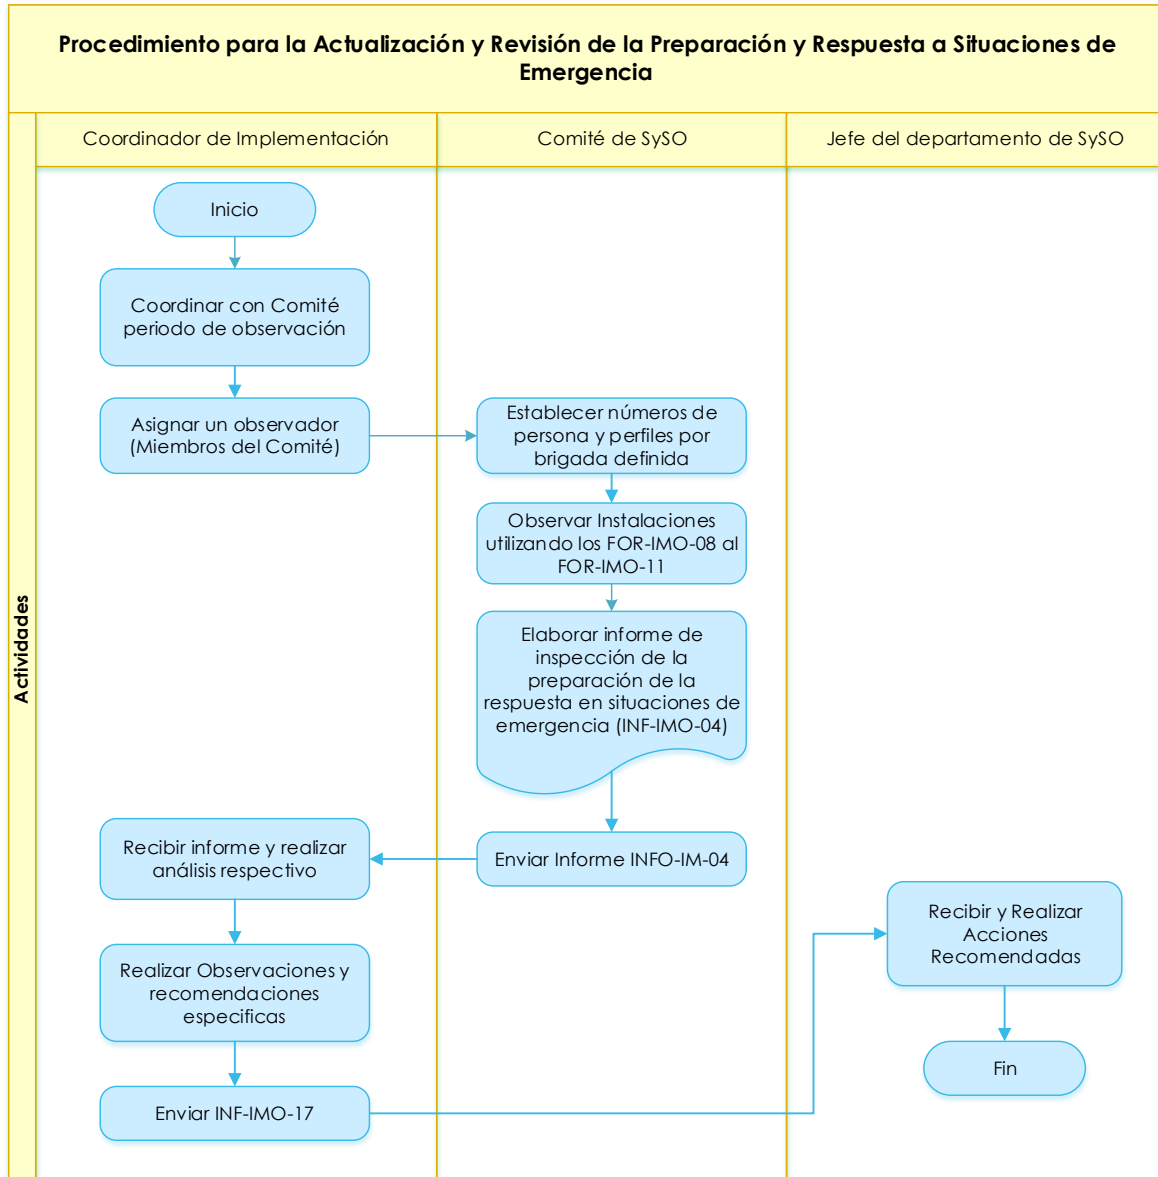 Procedimiento para la Actualización y Revisión de la Preparación y Respuesta a Situaciones de
Emergencia
Actividades
Coordinador de Implementación
Comité de SySO
Jefe del departamento de SySO
Inicio
Coordinar con Comité
periodo de observación
Asignar un observador
(Miembros del Comité)
Establecer números de
persona y perfiles por
brigada definida
Observar Instalaciones
utilizando los FOR-IMO-08 al
FOR-IMO-11
Elaborar informe de
inspección de la
preparación de la
respuesta en situaciones de
emergencia (INF-IMO-04)
Enviar Informe INFO-IM-04
Recibir informe y realizar
análisis respectivo
Realizar Observaciones y
recomendaciones
especificas
Enviar INF-IMO-17
Recibir y Realizar
Acciones
Recomendadas
Fin